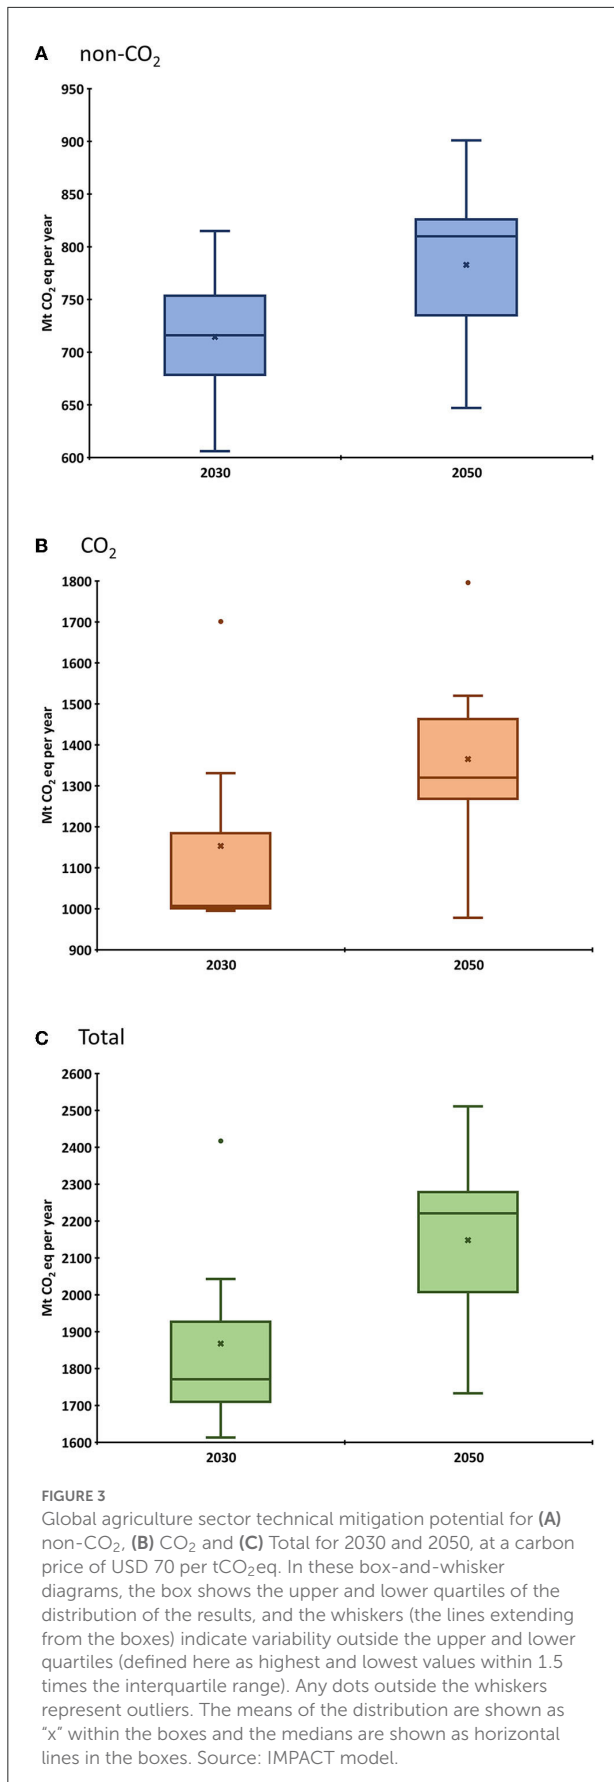 A non-CO₂
950
900
850
800
750
700
650
600
Mt CO₂ eq per year
2030 2050
B CO₂
1800
1700
1600
1500
1400
1300
1200
1100
1000
900
Mt CO₂ eq per year
2030 2050
C Total
2600
2500
2400
2300
2200
2100
2000
1900
1800
1700
1600
Mt CO₂ eq per year
2030 2050
FIGURE 3
Global agriculture sector technical mitigation potential for (A)
non-CO₂, (B) CO₂ and (C) Total for 2030 and 2050, at a carbon
price of USD 70 per tCO₂eq. In these box-and-whisker
diagrams, the box shows the upper and lower quartiles of the
distribution of the results, and the whiskers (the lines extending
from the boxes) indicate variability outside the upper and lower
quartiles (defined here as highest and lowest values within 1.5
times the interquartile range). Any dots outside the whiskers
represent outliers. The means of the distribution are shown as
“x” within the boxes and the medians are shown as horizontal
lines in the boxes. Source: IMPACT model.